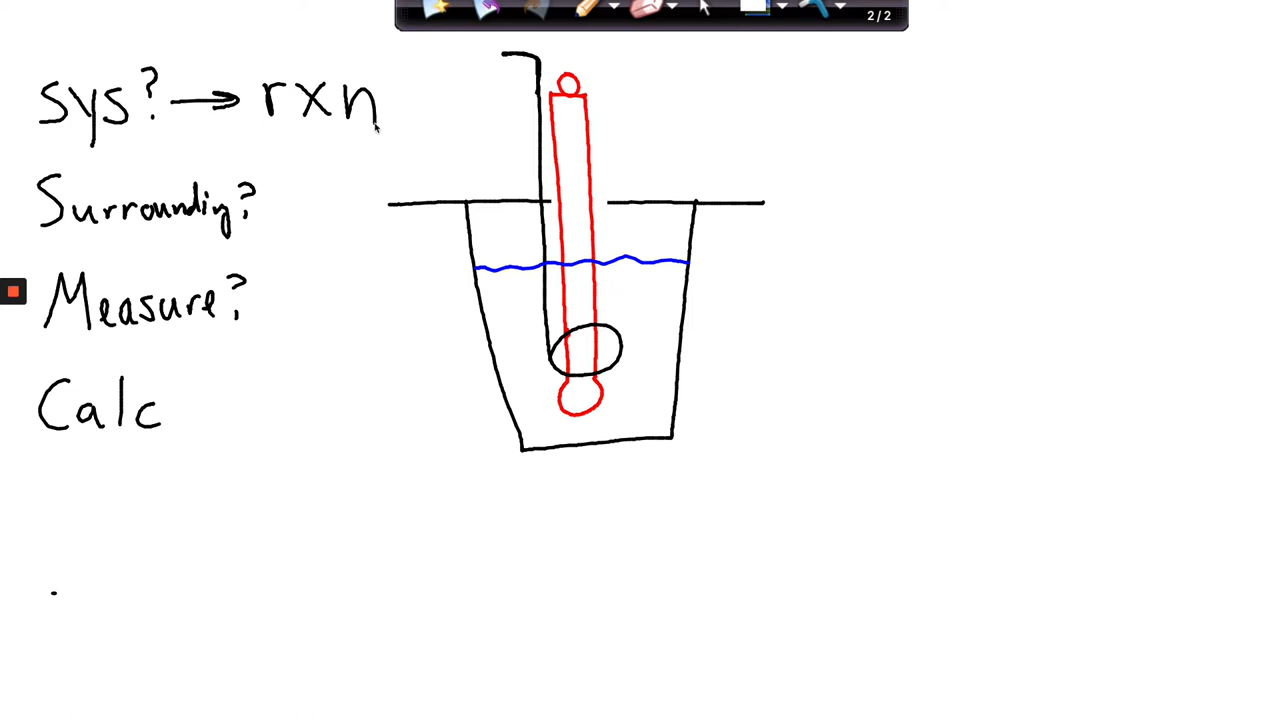 2/2
sys? → rxn
Surrounding?
Measure?
Calc